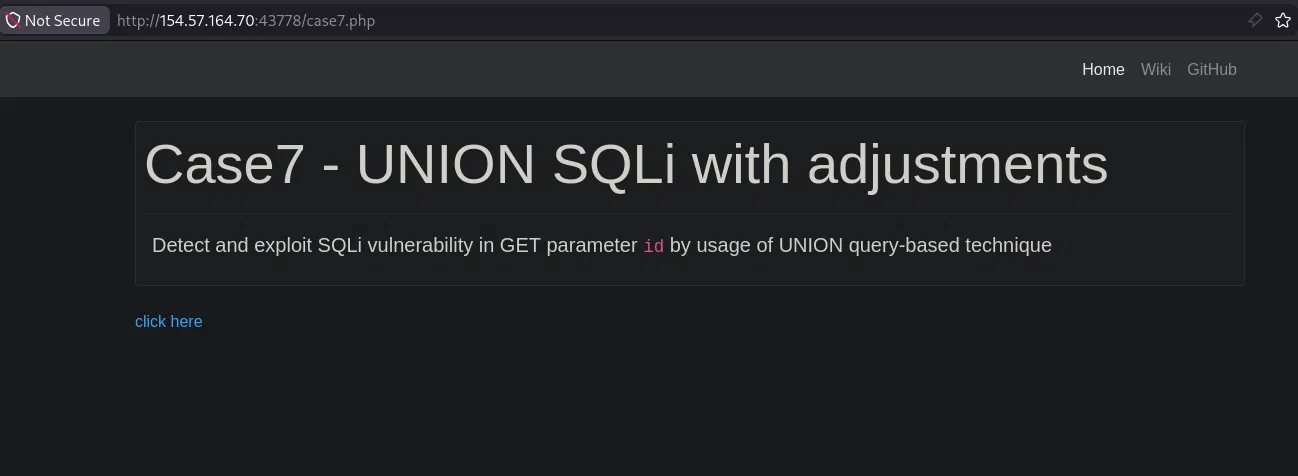 Not Secure http://154.57.164.70:43778/case7.php
Home Wiki GitHub
Case7 - UNION SQLi with adjustments
Detect and exploit SQLi vulnerability in GET parameter id by usage of UNION query-based technique
click here